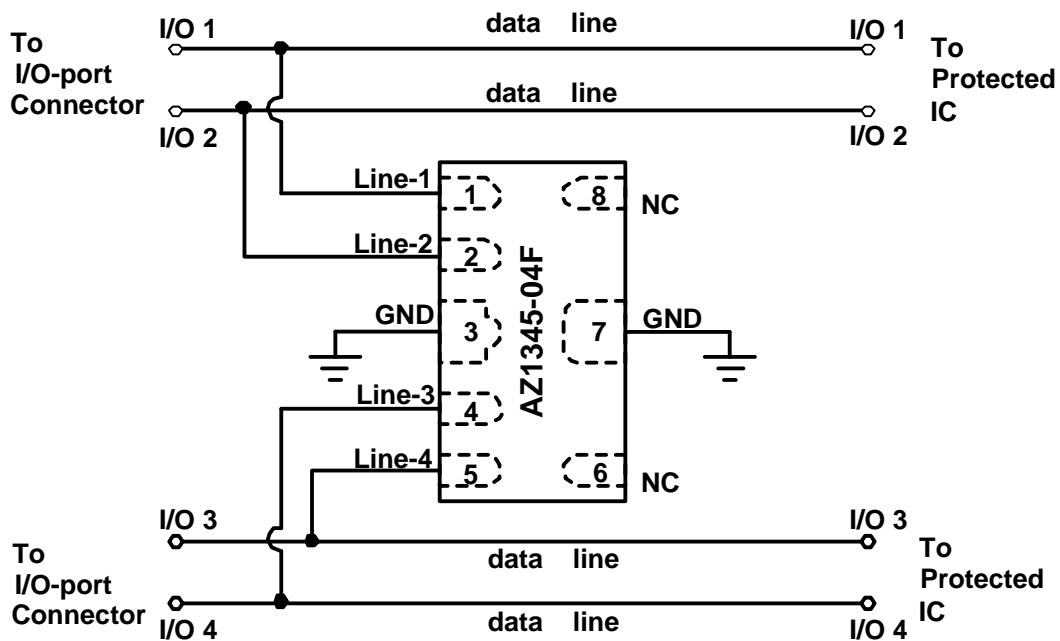 I/O 1 data line I/O 1
To
I/O-port
Connector
To
Protected
IC
data line
I/O 2 I/O 2
Line-1 1 8 NC
Line-2 2
AZ1345-04F
GND 3 7 GND
Line-3 4
Line-4 5 6 NC
I/O 3 I/O 3
data line
To
I/O-port
Connector
To
Protected
IC
I/O 4 data line I/O 4